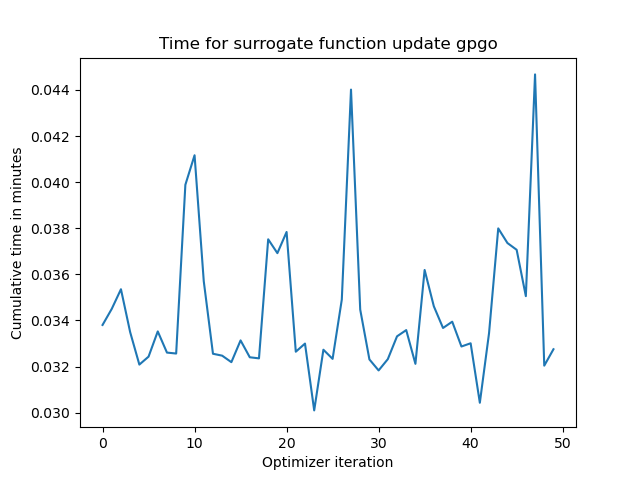 Time for surrogate function update gpgo
0.044
0.042
0.040
0.038
0.036
0.034
0.032
0.030
Cumulative time in minutes
0 10 20 30 40 50
Optimizer iteration